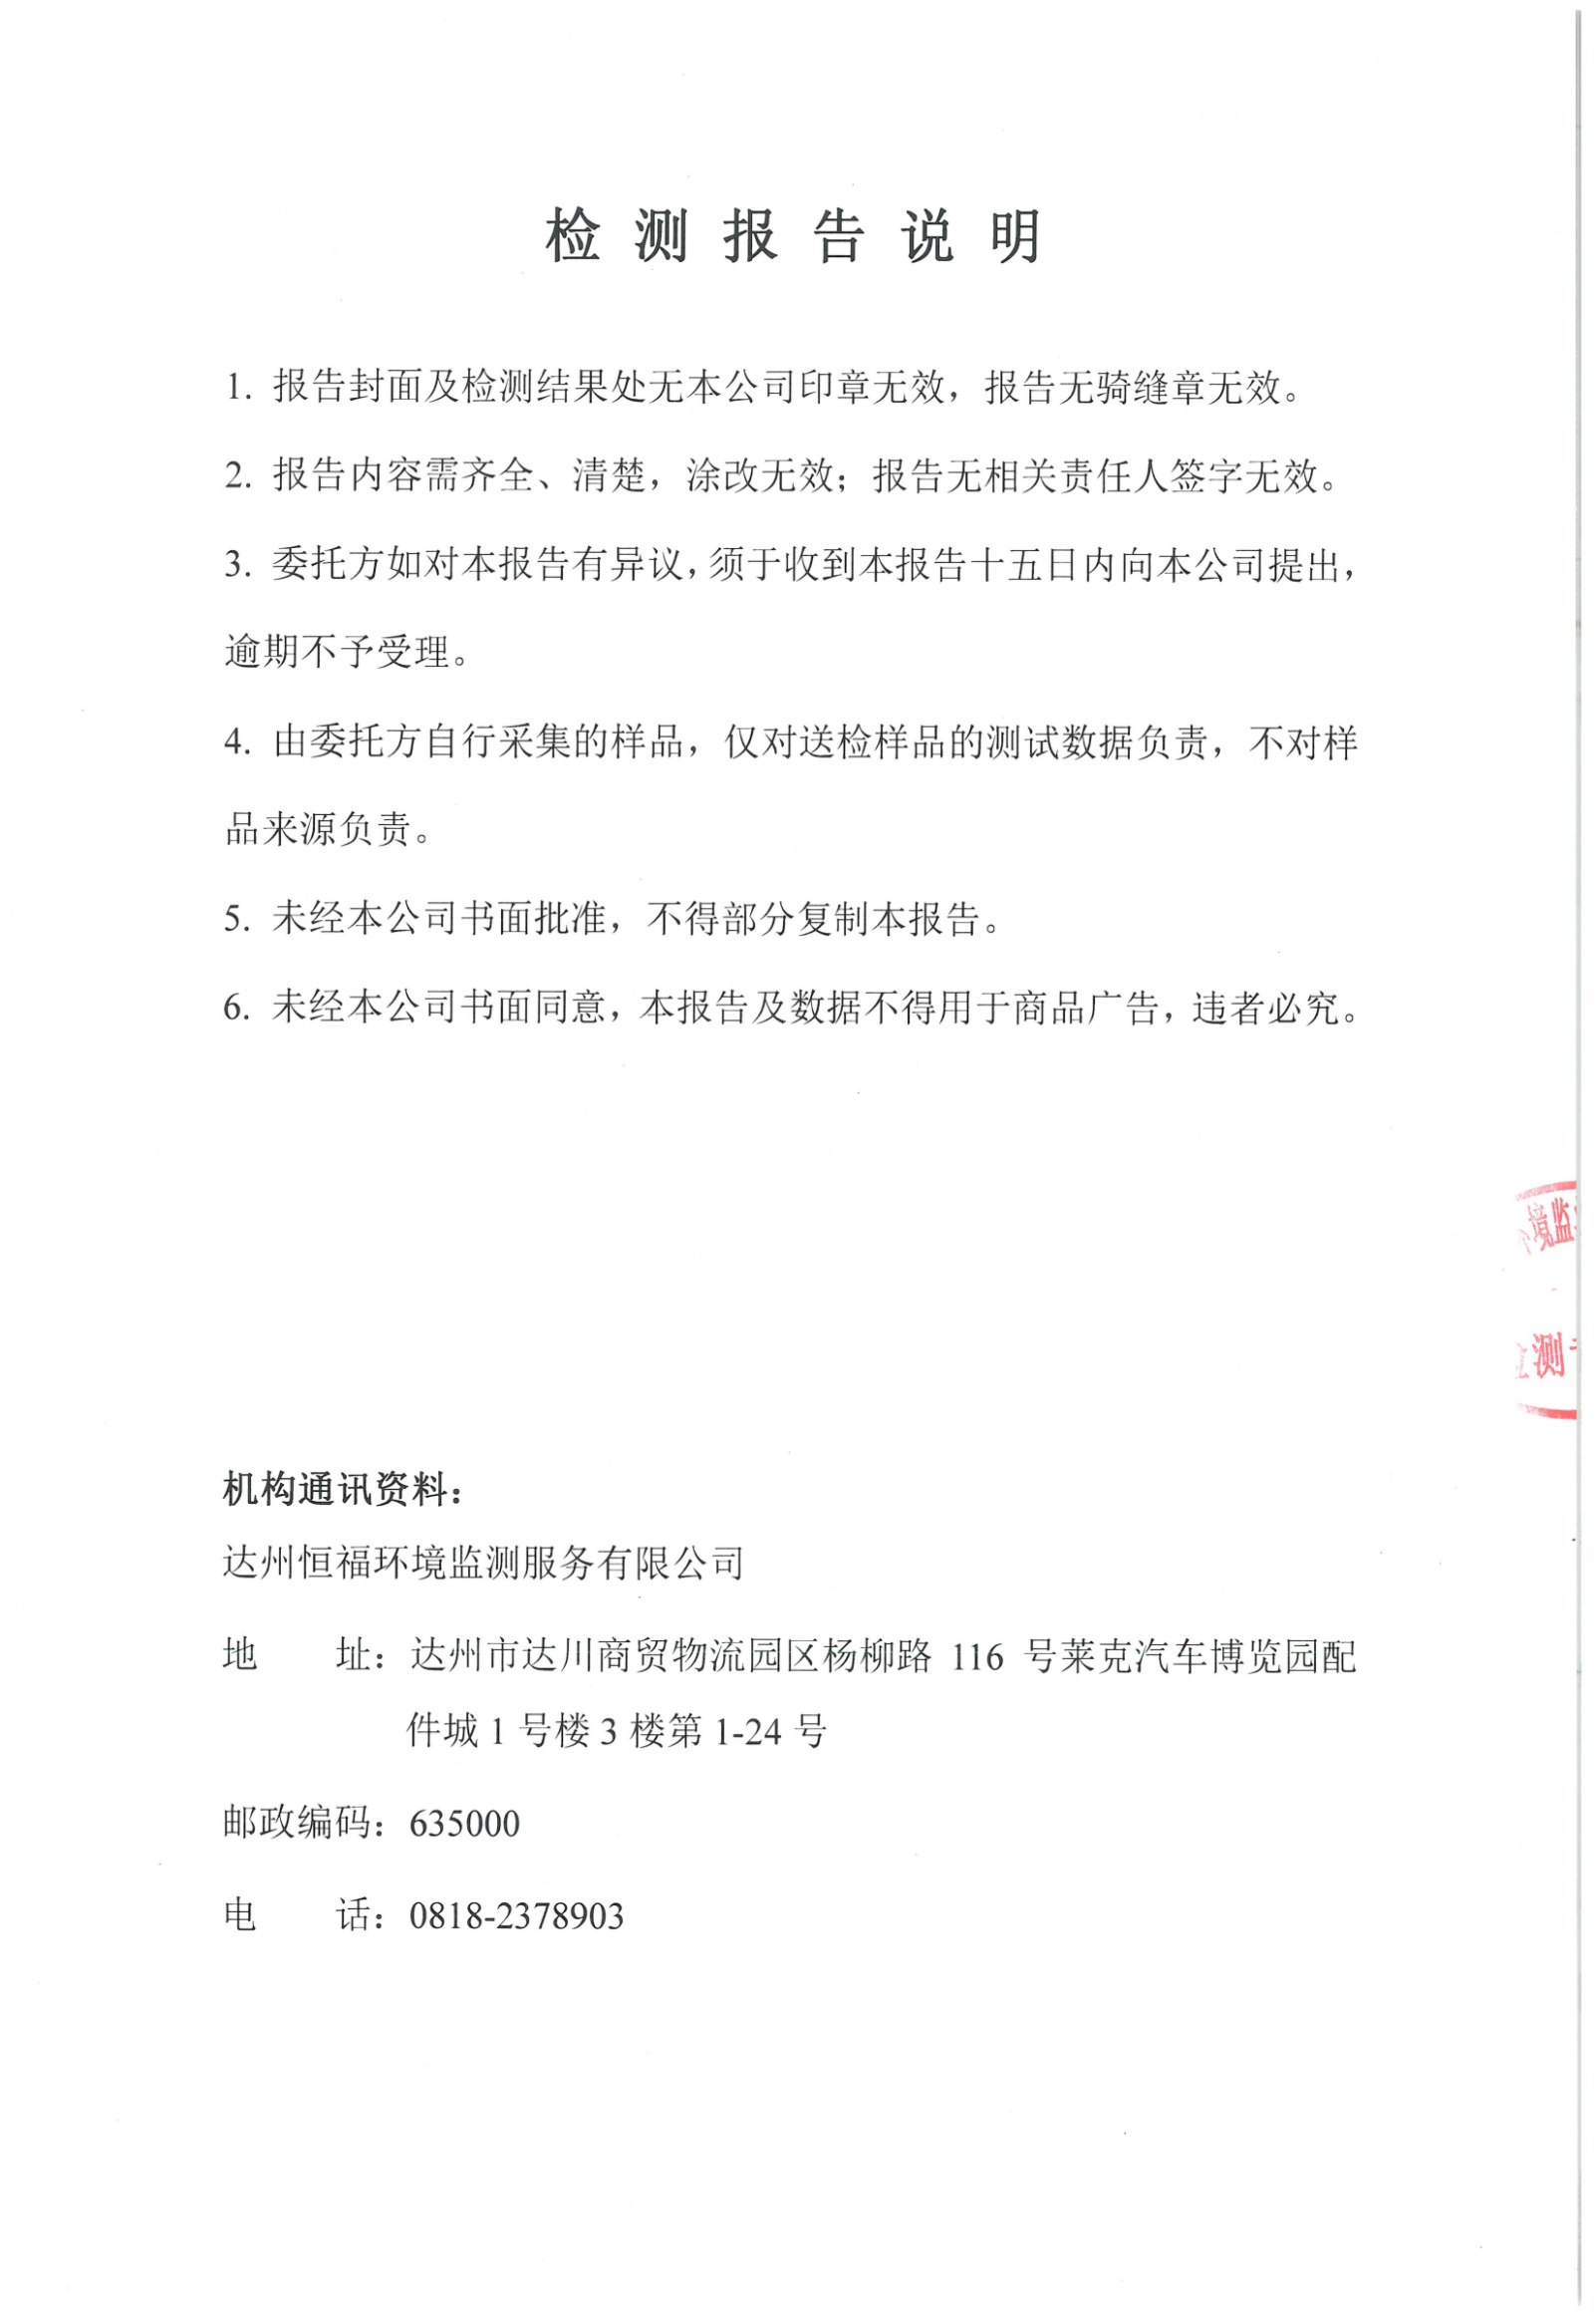 检测报告说明
1. 报告封面及检测结果处无本公司印章无效，报告无骑缝章无效。
2. 报告内容需齐全、清楚，涂改无效；报告无相关责任人签字无效。
3. 委托方如对本报告有异议，须于收到本报告十五日内向本公司提出，
逾期不予受理。
4. 由委托方自行采集的样品，仅对送检样品的测试数据负责，不对样
品来源负责。
5. 未经本公司书面批准，不得部分复制本报告。
6. 未经本公司书面同意，本报告及数据不得用于商品广告，违者必究。
境监
测
机构通讯资料：
达州恒福环境监测服务有限公司
地 址：达州市达川商贸物流园区杨柳路 116 号莱克汽车博览园配
件城 1 号楼 3 楼第 1-24 号
邮政编码：635000
电 话：0818-2378903